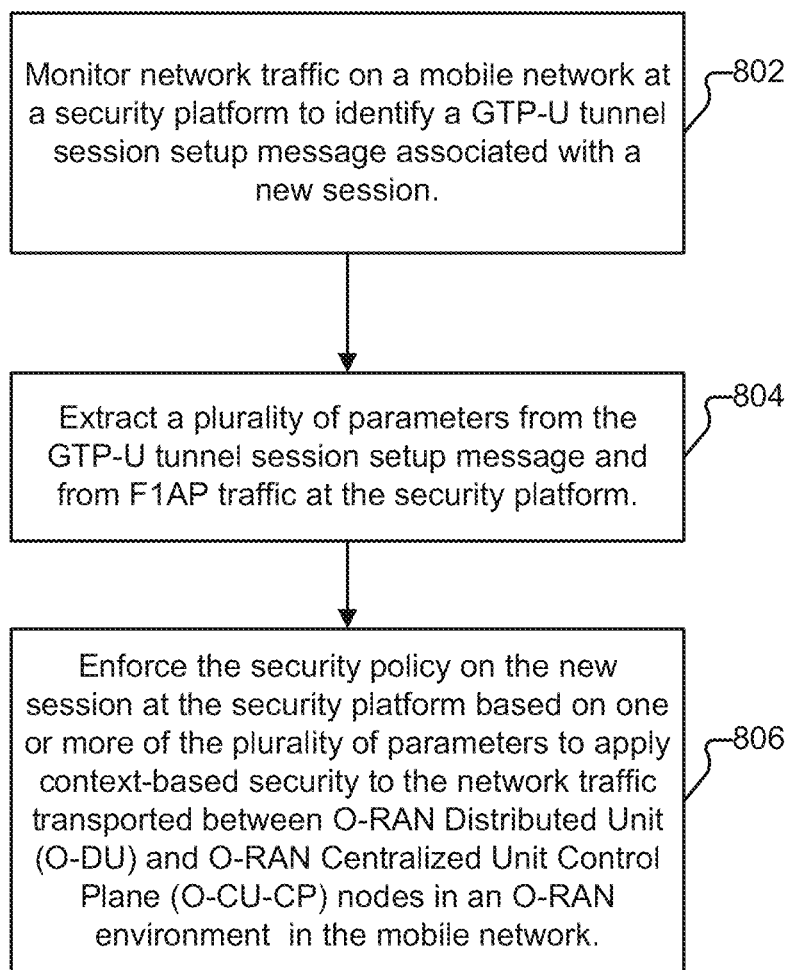 Monitor network traffic on a mobile network at
a security platform to identify a GTP-U tunnel
session setup message associated with a
new session.
802
Extract a plurality of parameters from the
GTP-U tunnel session setup message and
from F1AP traffic at the security platform.
804
Enforce the security policy on the new
session at the security platform based on one
or more of the plurality of parameters to apply
context-based security to the network traffic
transported between O-RAN Distributed Unit
(O-DU) and O-RAN Centralized Unit Control
Plane (O-CU-CP) nodes in an O-RAN
environment in the mobile network.
806